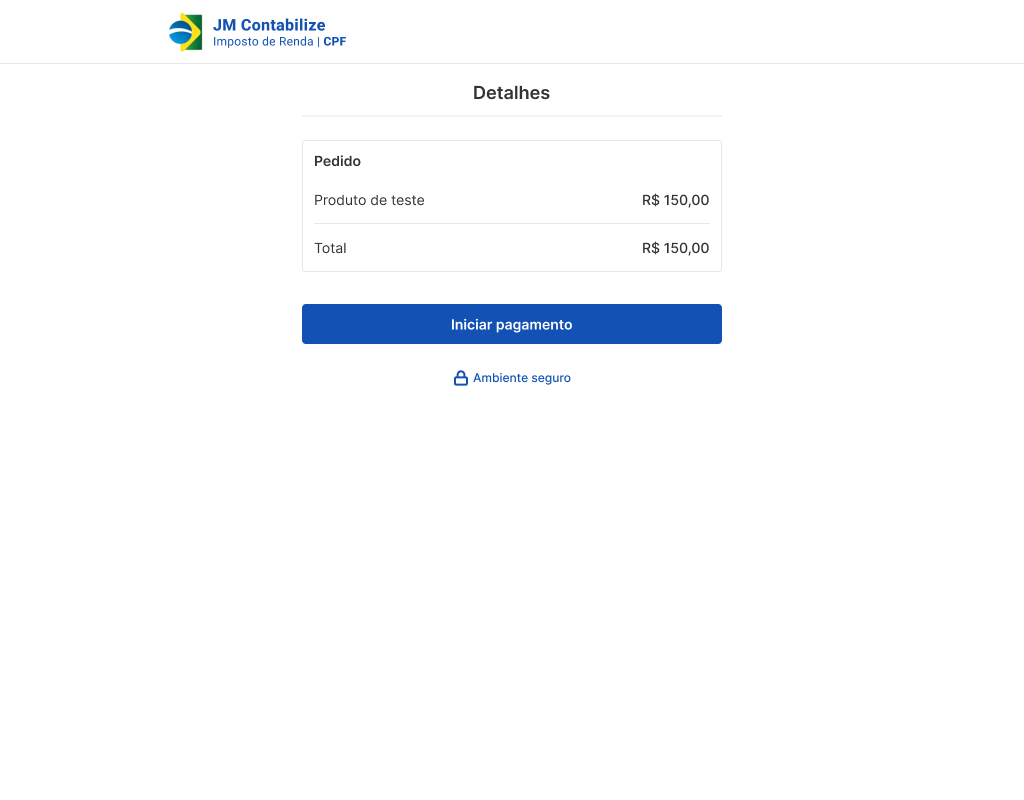 JM Contabilize
Imposto de Renda | CPF
Detalhes
Pedido
Produto de teste R$ 150,00
Total R$ 150,00
Iniciar pagamento
Ambiente seguro